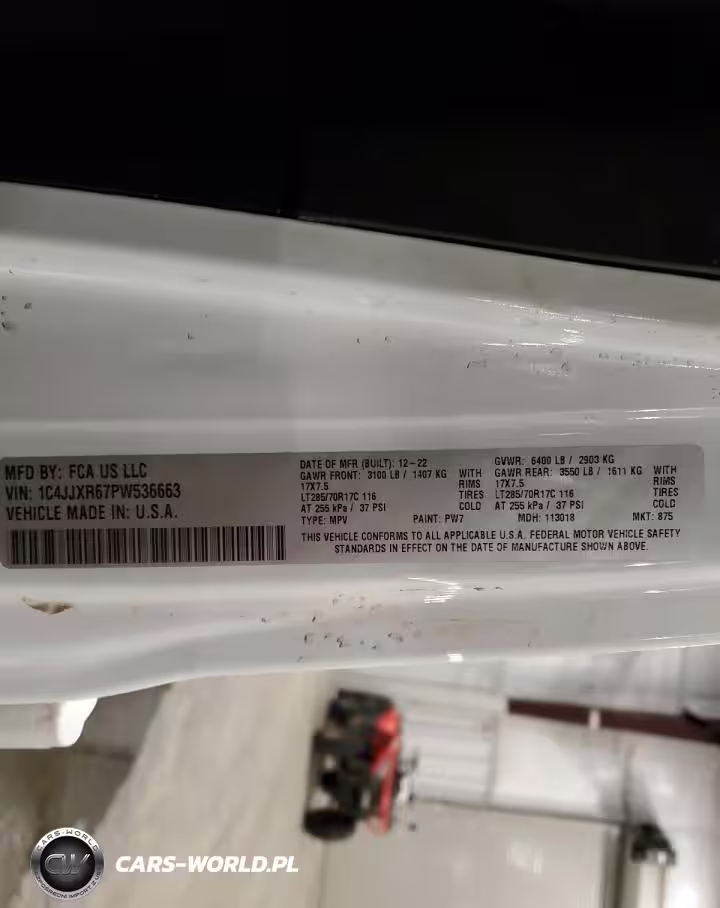 MFD BY: FCA US LLC
VIN: 1C4JJXR67PW536663
VEHICLE MADE IN: U.S.A.
DATE OF MFR (BUILT): 12-22
GAWR FRONT: 3100 LB / 1407 KG WITH
17X7.5 RIMS
LT285/70R17C 116 TIRES
AT 255 kPa / 37 PSI COLD
GVWR: 6400 LB / 2903 KG
GAWR REAR: 3550 LB / 1611 KG WITH
17X7.5 RIMS
LT285/70R17C 116 TIRES
AT 255 kPa / 37 PSI COLD
TYPE: MPV PAINT: PW7 MDH: 113018 MKT: 875
THIS VEHICLE CONFORMS TO ALL APPLICABLE U.S.A. FEDERAL MOTOR VEHICLE SAFETY
STANDARDS IN EFFECT ON THE DATE OF MANUFACTURE SHOWN ABOVE.
CARS-WORLD
CW
CARS-WORLD.PL